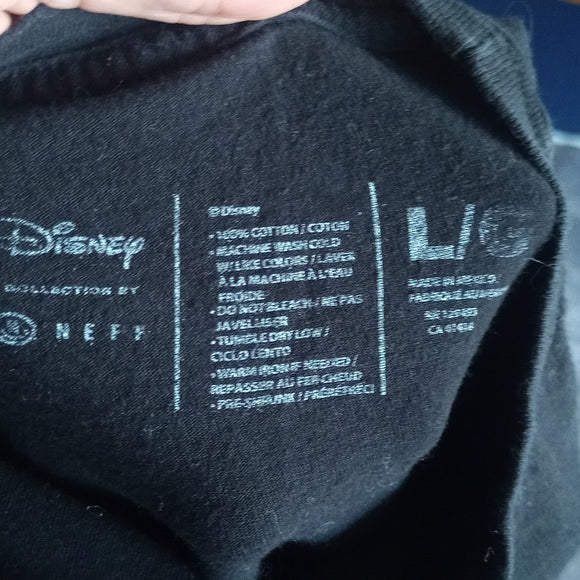 Disney
COLLECTION BY
NEFF
©Disney
• 100% COTTON / COTON
• MACHINE WASH COLD
W/ LIKE COLORS / LAVER
À LA MACHINE À L'EAU
FROIDE
• DO NOT BLEACH / NE PAS
JAVELLISER
• TUMBLE DRY LOW /
CICLO LENTO
• WARM IRON IF NEEDED /
REPASSER AU FER CHEUD
• PRE-SHRUNK / PRÉRÉTRÉCI
L/
MADE IN MEXICO
FABRIQUÉ AU
CA